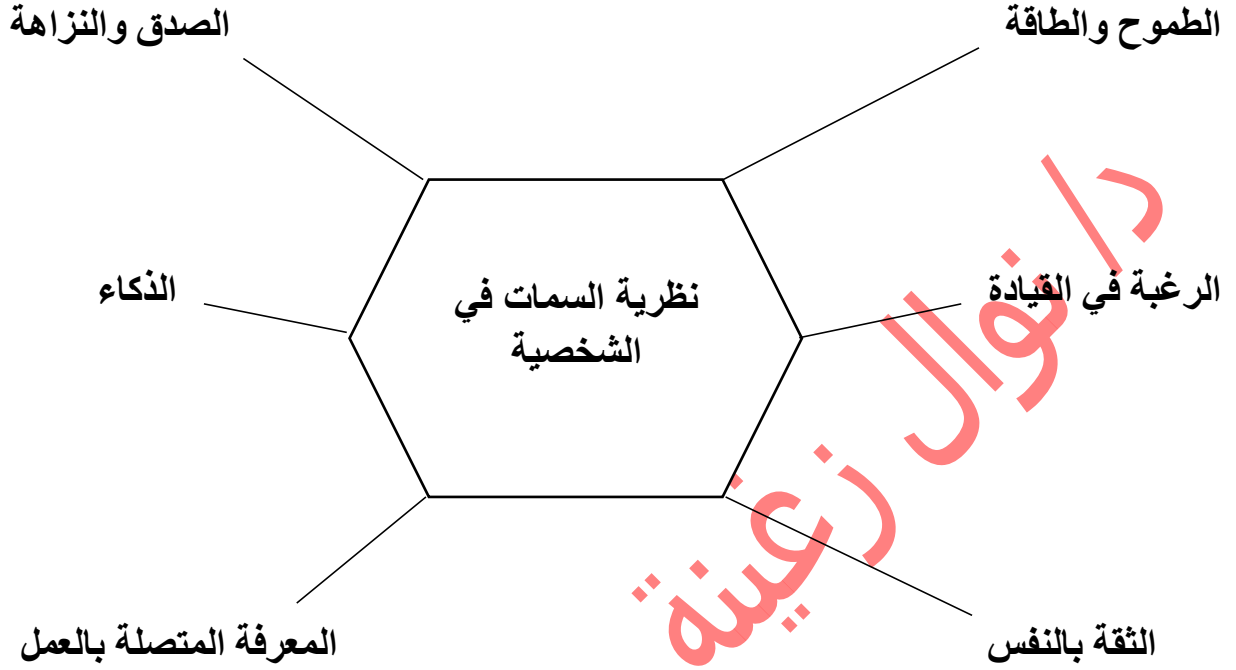 الطموح والطاقة
الصدق والنزاهة
الرغبة في القيادة
نظرية السمات في
الشخصية
الذكاء
الثقة بالنفس
المعرفة المتصلة بالعمل
د/ نوال زغينة